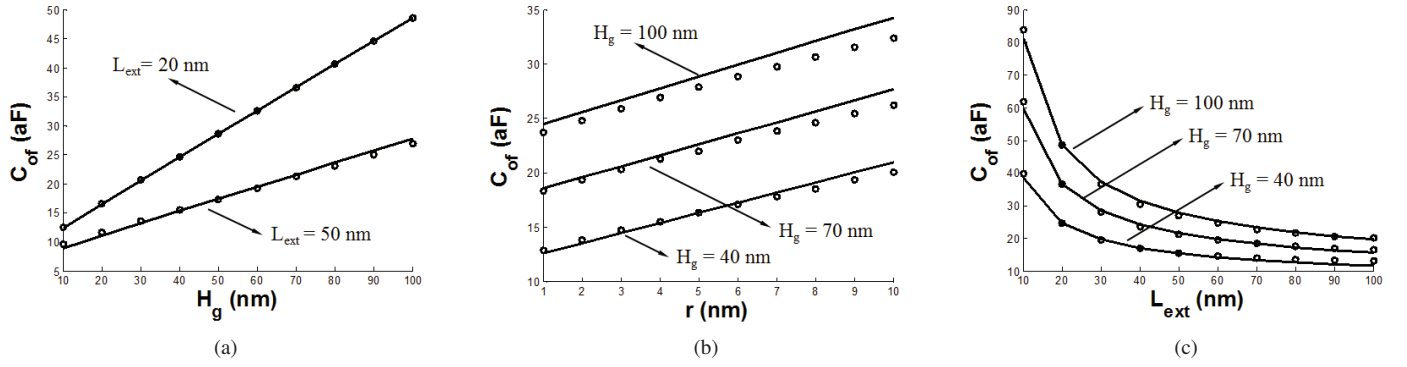 50
45
40
35
30
25
20
15
10
5
C_of (aF)
L_ext= 20 nm
L_ext = 50 nm
10 20 30 40 50 60 70 80 90 100
H_g (nm)
(a)
35
30
25
20
15
10
C_of (aF)
H_g = 100 nm
H_g = 70 nm
H_g = 40 nm
1 2 3 4 5 6 7 8 9 10
r (nm)
(b)
90
80
70
60
50
40
30
20
10
C_of (aF)
H_g = 100 nm
H_g = 70 nm
H_g = 40 nm
10 20 30 40 50 60 70 80 90 100
L_ext (nm)
(c)